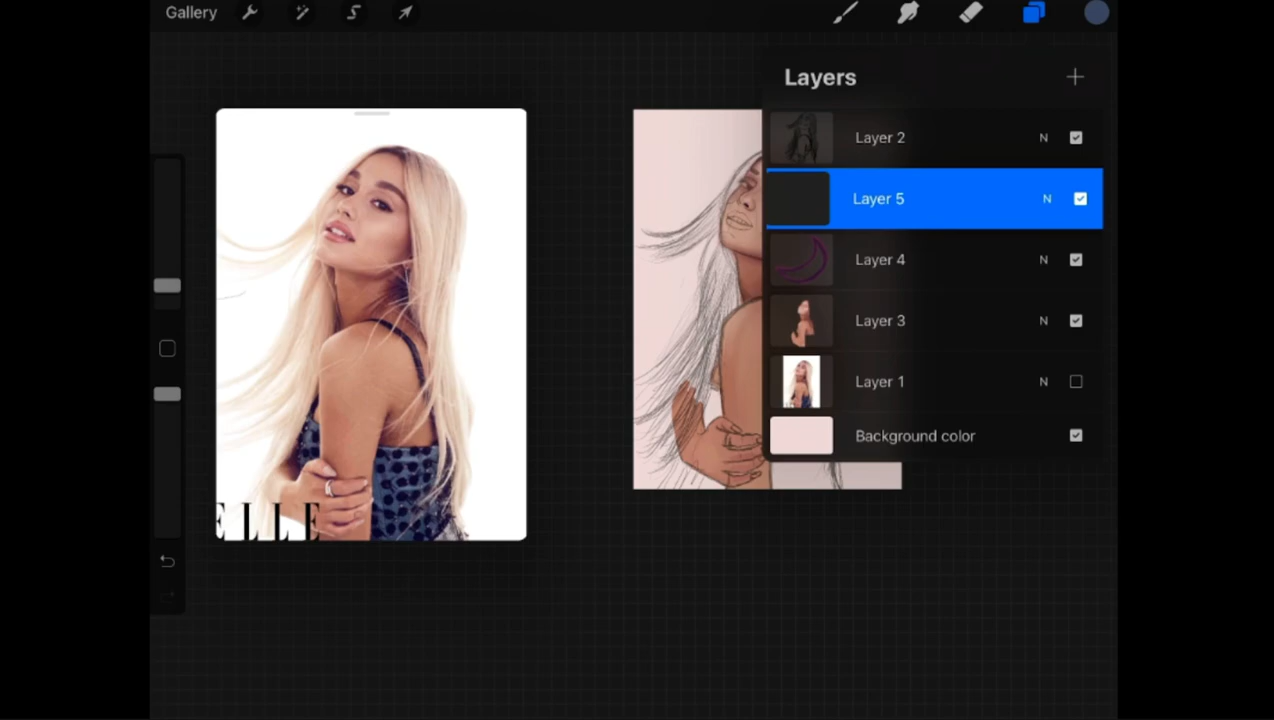 Gallery
Layers
Layer 2 N
Layer 5 N
Layer 4 N
Layer 3 N
Layer 1 N
Background color
ELLE